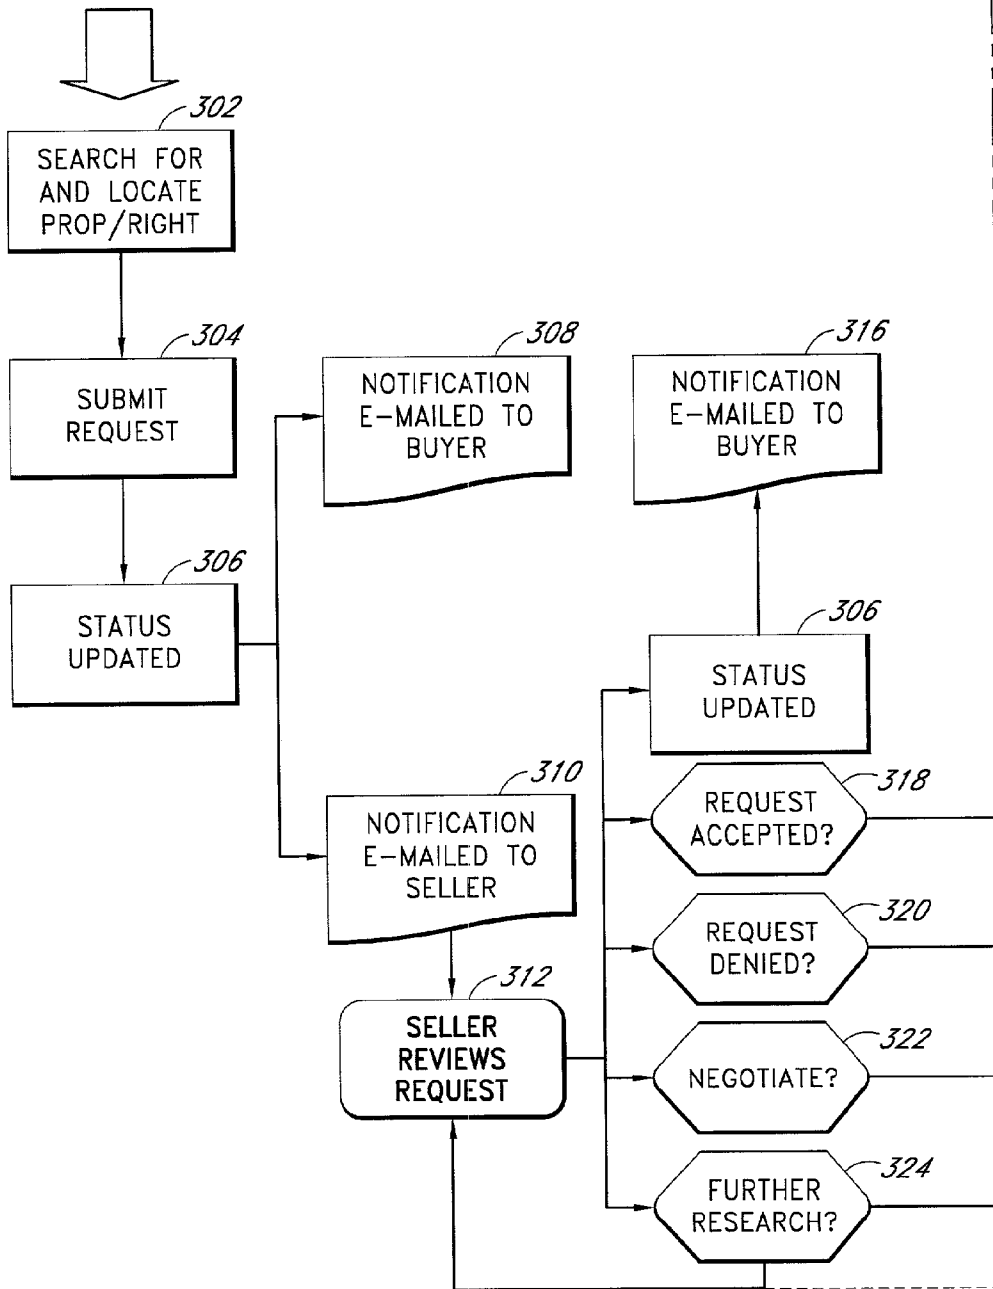 302
SEARCH FOR
AND LOCATE
PROP/RIGHT
304
SUBMIT
REQUEST
306
STATUS
UPDATED
308
NOTIFICATION
E-MAILED TO
BUYER
310
NOTIFICATION
E-MAILED TO
SELLER
312
SELLER
REVIEWS
REQUEST
316
NOTIFICATION
E-MAILED TO
BUYER
306
STATUS
UPDATED
318
REQUEST
ACCEPTED?
320
REQUEST
DENIED?
322
NEGOTIATE?
324
FURTHER
RESEARCH?